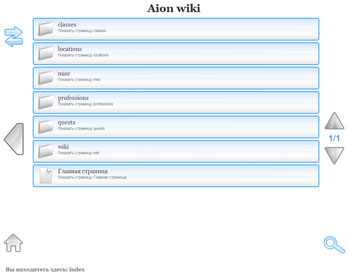 Aion wiki
classes
Показать страницу classes
locations
Показать страницу locations
misc
Показать страницу misc
professions
Показать страницу professions
quests
Показать страницу quests
wiki
Показать страницу wiki
Главная страница
Показать страницу Главная страница
1/1
Вы находитесь здесь: index